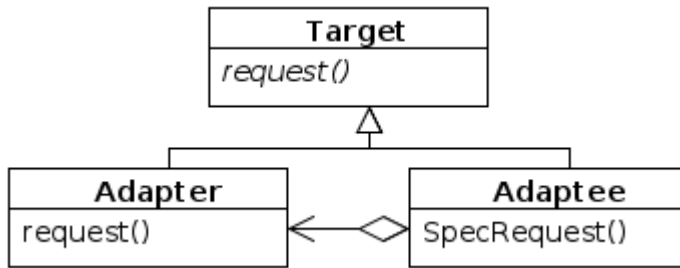 Target
request()
Adapter
request()
Adaptee
SpecRequest()